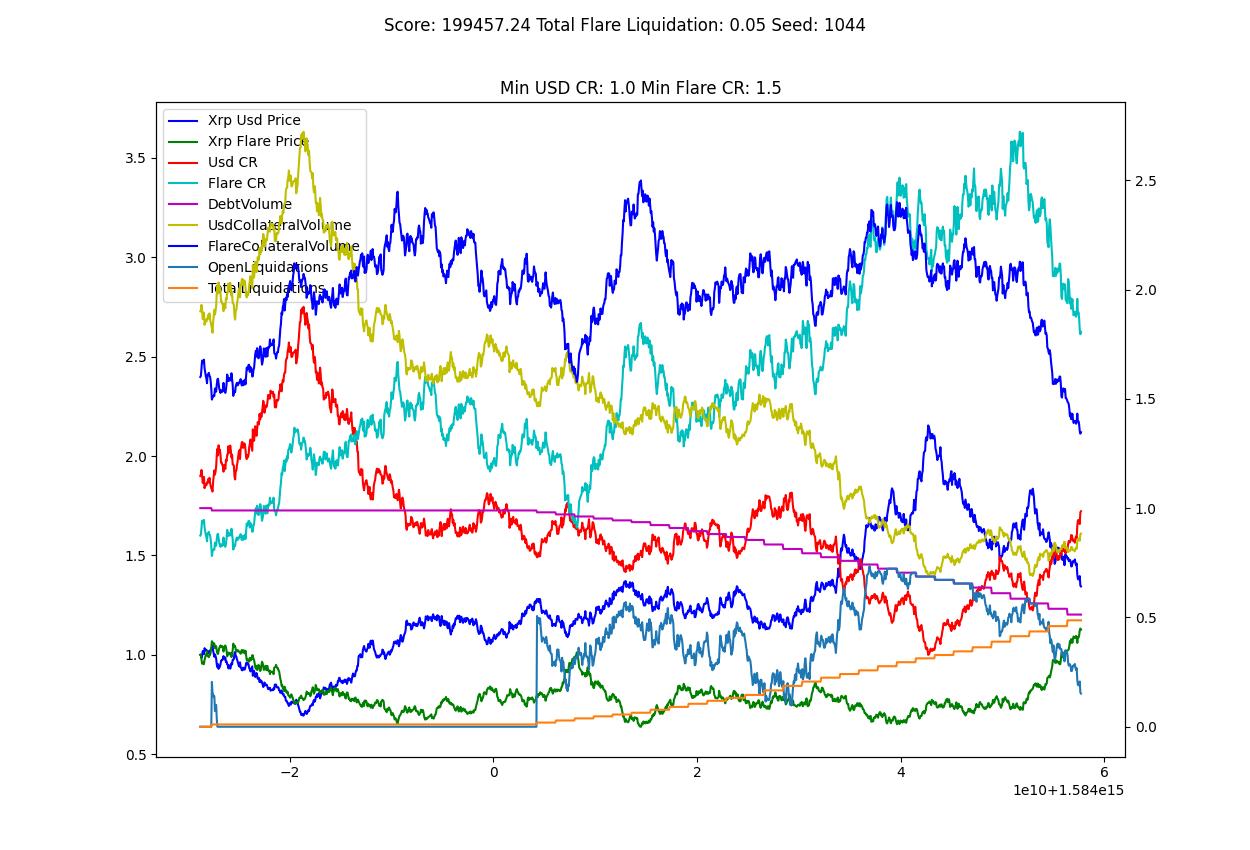 Score: 199457.24 Total Flare Liquidation: 0.05 Seed: 1044
Min USD CR: 1.0 Min Flare CR: 1.5
Xrp Usd Price
Xrp Flare Price
Usd CR
Flare CR
DebtVolume
UsdCollateralVolume
FlareCollateralVolume
OpenLiquidations
TotalLiquidations
3.5
3.0
2.5
2.0
1.5
1.0
0.5
2.5
2.0
1.5
1.0
0.5
0.0
−2
0
2
4
6
1e10+1.584e15